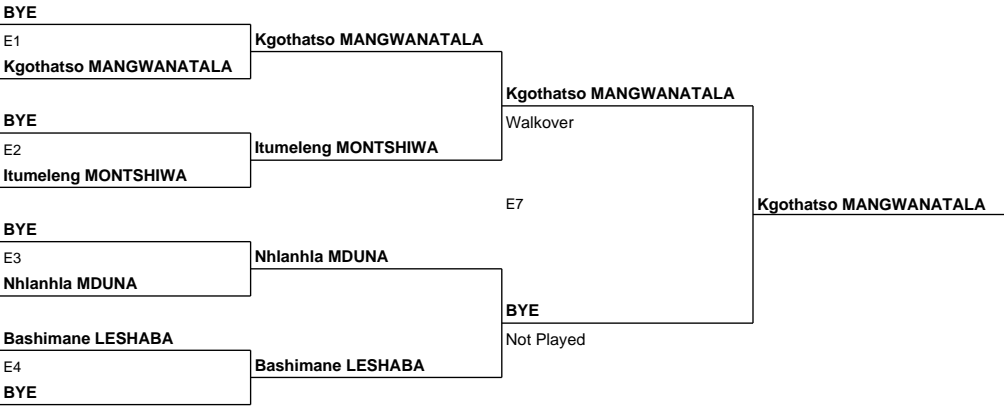 BYE
E1
Kgothatso MANGWANATALA
BYE
E2
Itumeleng MONTSHIWA
BYE
E3
Nhlanhla MDUNA
Bashimane LESHABA
E4
BYE
Kgothatso MANGWANATALA
Itumeleng MONTSHIWA
Nhlanhla MDUNA
Bashimane LESHABA
Kgothatso MANGWANATALA
Walkover
E7
BYE
Not Played
Kgothatso MANGWANATALA